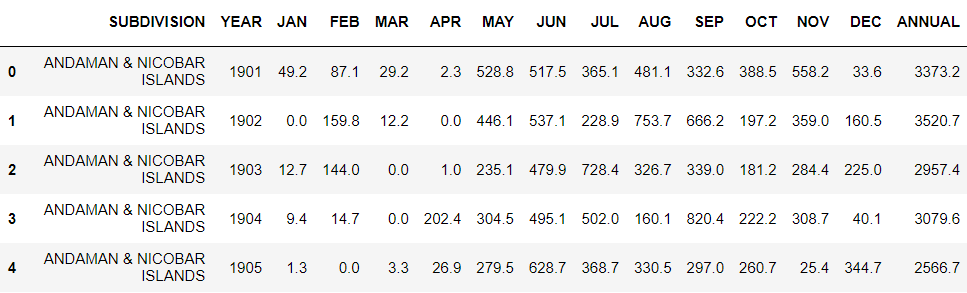 SUBDIVISION YEAR JAN FEB MAR APR MAY JUN JUL AUG SEP OCT NOV DEC ANNUAL
0 ANDAMAN & NICOBAR ISLANDS 1901 49.2 87.1 29.2 2.3 528.8 517.5 365.1 481.1 332.6 388.5 558.2 33.6 3373.2
1 ANDAMAN & NICOBAR ISLANDS 1902 0.0 159.8 12.2 0.0 446.1 537.1 228.9 753.7 666.2 197.2 359.0 160.5 3520.7
2 ANDAMAN & NICOBAR ISLANDS 1903 12.7 144.0 0.0 1.0 235.1 479.9 728.4 326.7 339.0 181.2 284.4 225.0 2957.4
3 ANDAMAN & NICOBAR ISLANDS 1904 9.4 14.7 0.0 202.4 304.5 495.1 502.0 160.1 820.4 222.2 308.7 40.1 3079.6
4 ANDAMAN & NICOBAR ISLANDS 1905 1.3 0.0 3.3 26.9 279.5 628.7 368.7 330.5 297.0 260.7 25.4 344.7 2566.7